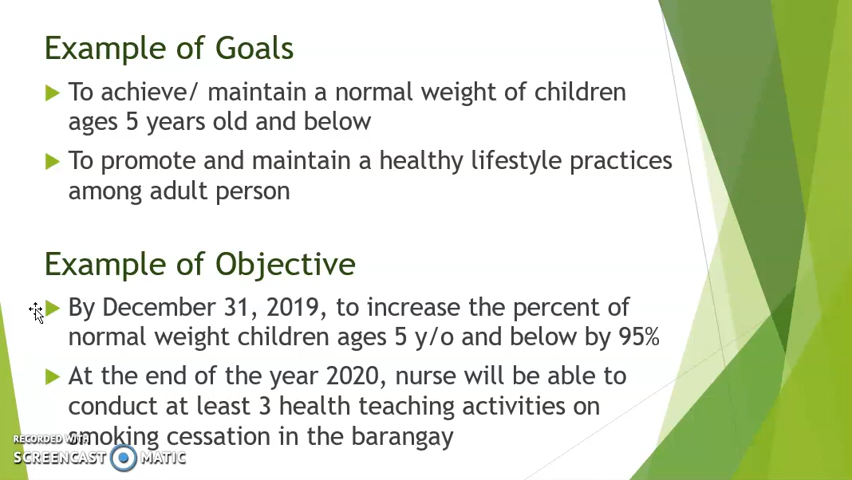 Example of Goals
To achieve/ maintain a normal weight of children
ages 5 years old and below
To promote and maintain a healthy lifestyle practices
among adult person
Example of Objective
By December 31, 2019, to increase the percent of
normal weight children ages 5 y/o and below by 95%
At the end of the year 2020, nurse will be able to
conduct at least 3 health teaching activities on
smoking cessation in the barangay
RECORDED WITH
SCREENCAST MATIC